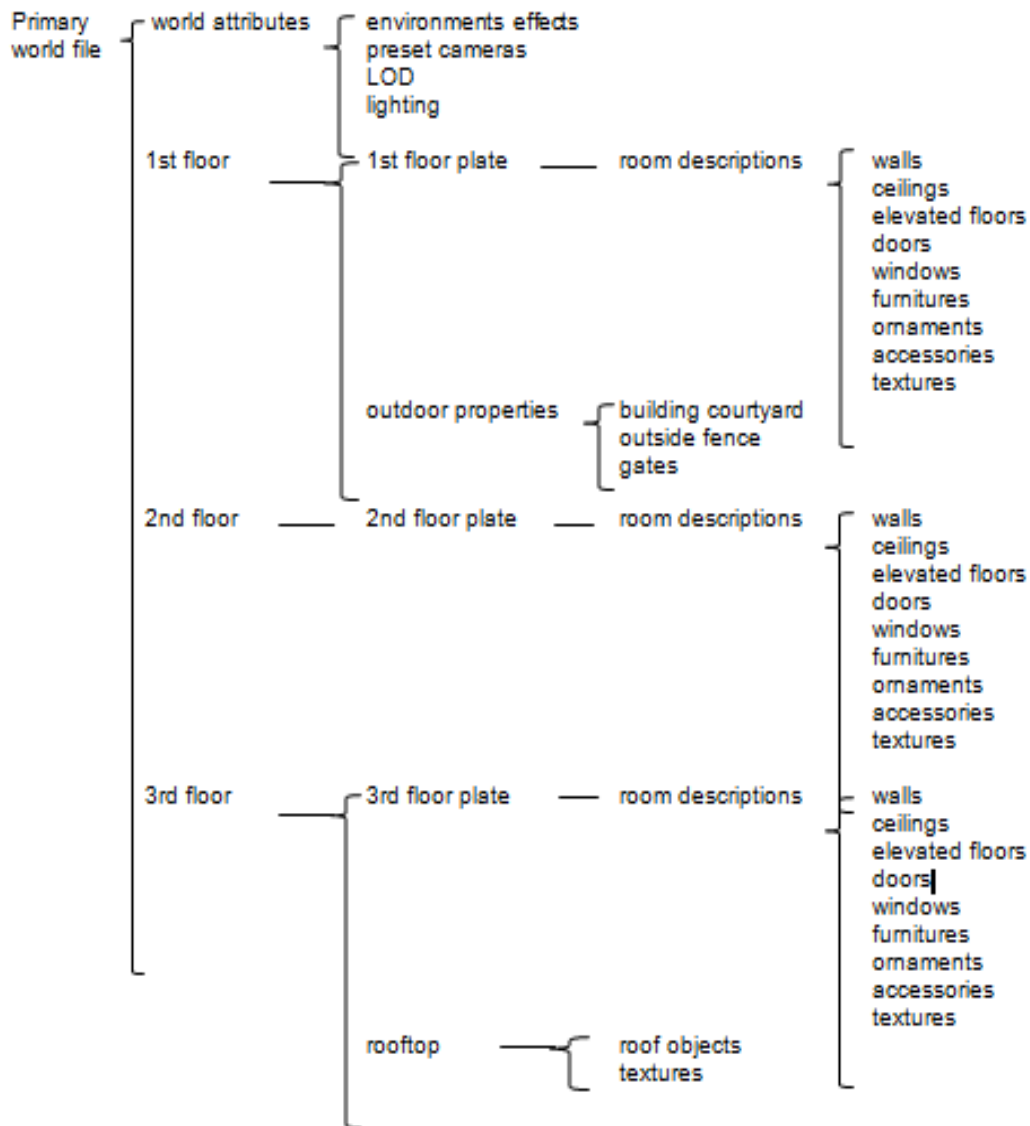 Primary world attributes environments effects
world file preset cameras
LOD
lighting
1st floor 1st floor plate room descriptions walls
ceilings
elevated floors
doors
windows
furnitures
ornaments
accessories
textures
outdoor properties building courtyard
outside fence
gates
2nd floor 2nd floor plate room descriptions walls
ceilings
elevated floors
doors
windows
furnitures
ornaments
accessories
textures
3rd floor 3rd floor plate room descriptions walls
ceilings
elevated floors
doors
windows
furnitures
ornaments
accessories
textures
rooftop roof objects
textures